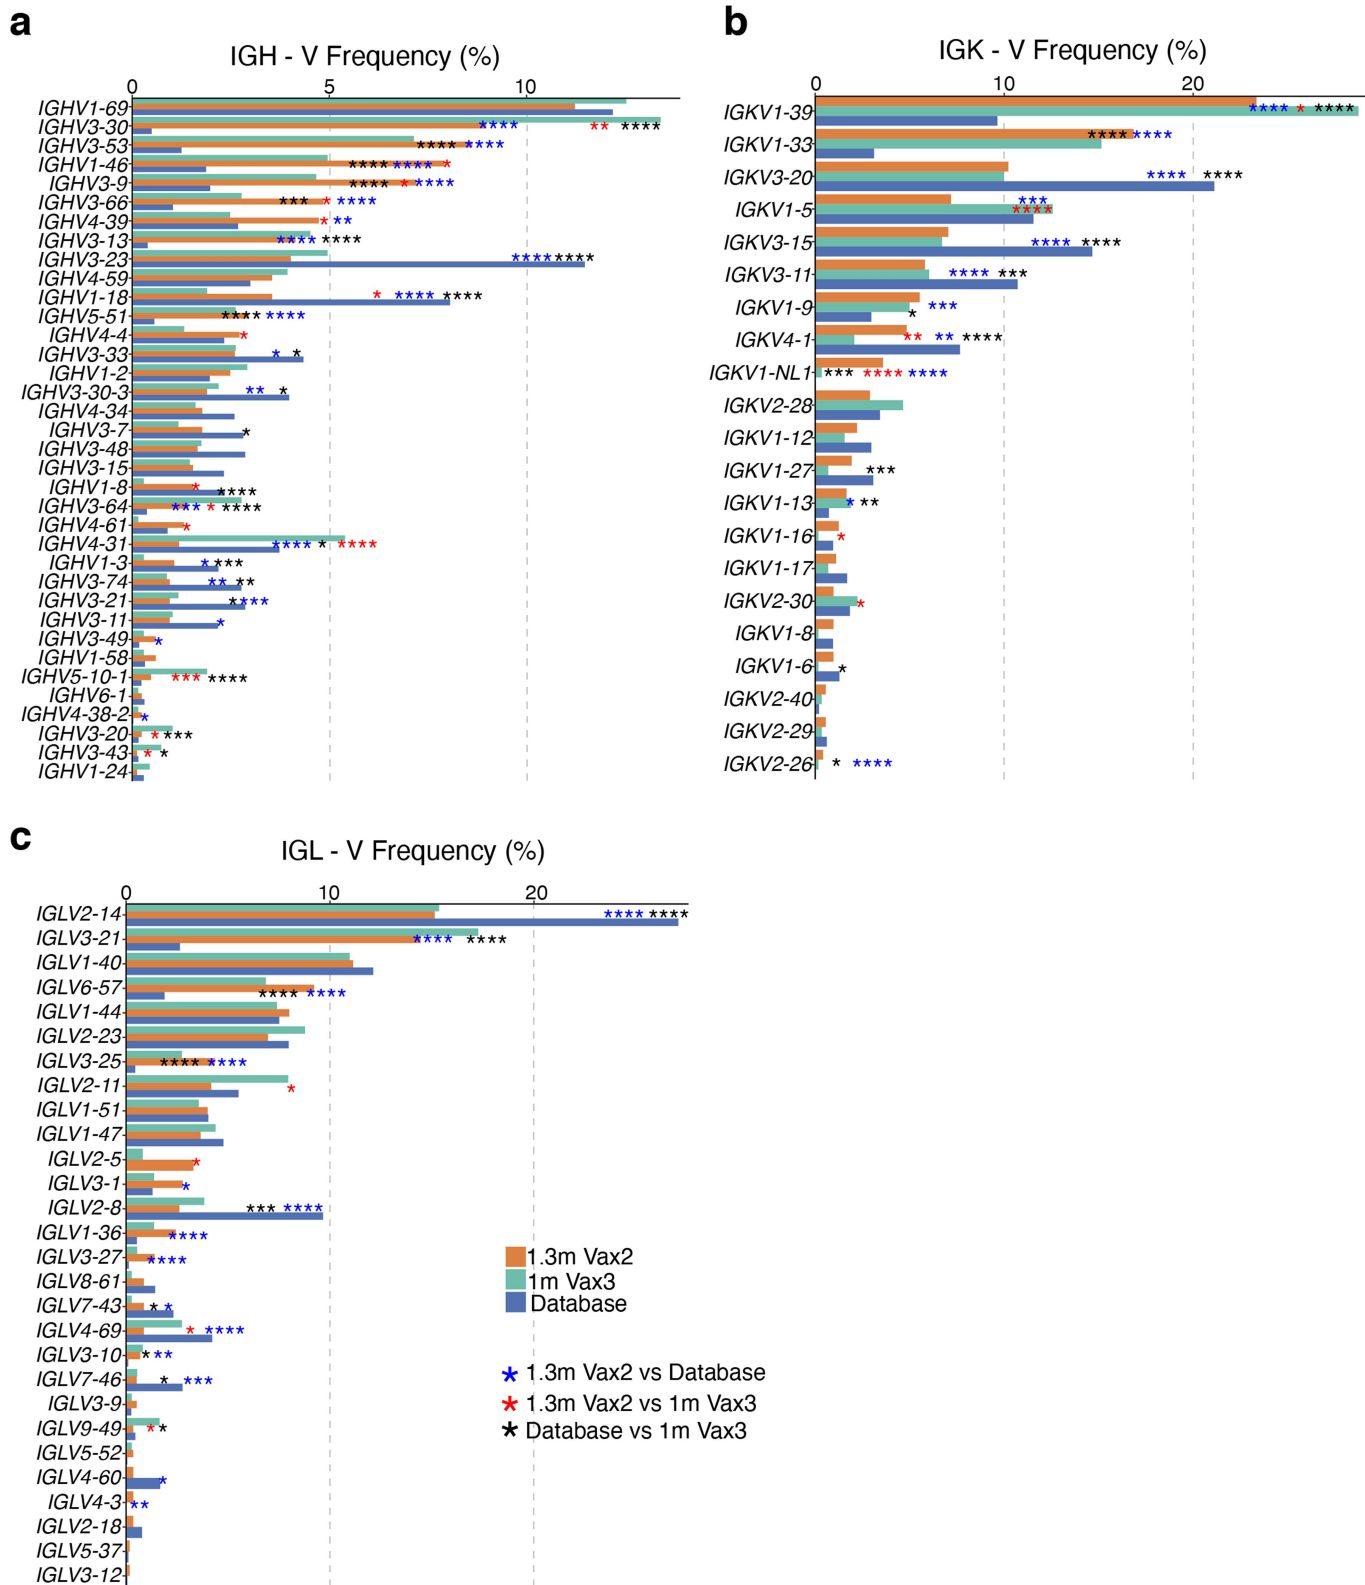 a
IGH - V Frequency (%)
0 5 10
IGHV1-69
IGHV3-30 **** ** ****
IGHV3-53 **** ****
IGHV1-46 **** **** *
IGHV3-9 **** * ****
IGHV3-66 *** * ****
IGHV4-39 * **
IGHV3-13 **** ****
IGHV3-23 **** ****
IGHV4-59
IGHV1-18 * **** ****
IGHV5-51 **** ****
IGHV4-4 *
IGHV3-33 * *
IGHV1-2
IGHV3-30-3 ** *
IGHV4-34
IGHV3-7 *
IGHV3-48
IGHV3-15
IGHV1-8 * ****
IGHV3-64 *** * ****
IGHV4-61 *
IGHV4-31 **** * ****
IGHV1-3 * ***
IGHV3-74 ** **
IGHV3-21 * ***
IGHV3-11 *
IGHV3-49 *
IGHV1-58
IGHV5-10-1 *** ****
IGHV6-1
IGHV4-38-2 *
IGHV3-20 * ***
IGHV3-43 * *
IGHV1-24
b
IGK - V Frequency (%)
0 10 20
IGKV1-39 **** * ****
IGKV1-33 **** ****
IGKV3-20 **** ****
IGKV1-5 *** ****
IGKV3-15 **** ****
IGKV3-11 **** ***
IGKV1-9 *** *
IGKV4-1 ** ** ****
IGKV1-NL1 *** **** ****
IGKV2-28
IGKV1-12
IGKV1-27 ***
IGKV1-13 * **
IGKV1-16 *
IGKV1-17
IGKV2-30 *
IGKV1-8
IGKV1-6 *
IGKV2-40
IGKV2-29
IGKV2-26 * ****
c
IGL - V Frequency (%)
0 10 20
IGLV2-14 **** ****
IGLV3-21 **** ****
IGLV1-40
IGLV6-57 **** ****
IGLV1-44
IGLV2-23
IGLV3-25 **** ****
IGLV2-11 *
IGLV1-51
IGLV1-47
IGLV2-5 *
IGLV3-1 *
IGLV2-8 *** ****
IGLV1-36 ****
IGLV3-27 ****
IGLV8-61
IGLV7-43 * *
IGLV4-69 * ****
IGLV3-10 * **
IGLV7-46 * ***
IGLV3-9
IGLV9-49 * *
IGLV5-52
IGLV4-60 *
IGLV4-3 **
IGLV2-18
IGLV5-37
IGLV3-12
1.3m Vax2
1m Vax3
Database
* 1.3m Vax2 vs Database
* 1.3m Vax2 vs 1m Vax3
* Database vs 1m Vax3